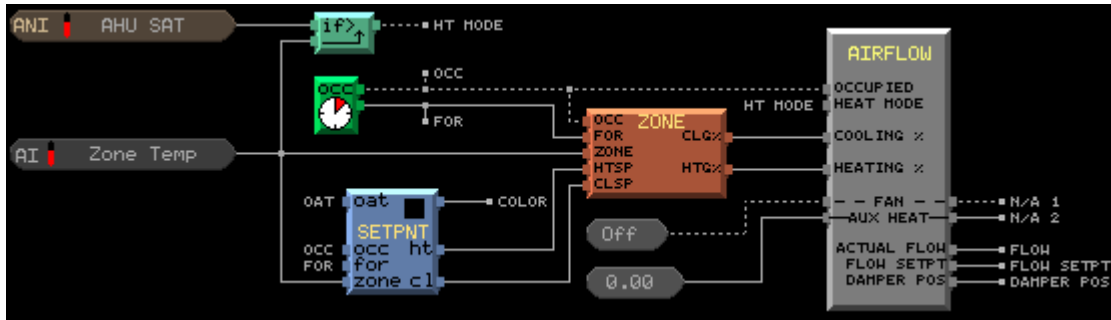 ANI AHU SAT
if>
HT MODE
OCC
OCC
FOR
AI Zone Temp
OCC ZONE
FOR CLG%
ZONE
HTSP HTG%
CLSP
OAT oat
COLOR
SETPNT
OCC occ ht
FOR for
zone cl
Off
0.00
AIRFLOW
OCCUPIED
HT MODE HEAT MODE
COOLING %
HEATING %
- - FAN - - N/A 1
AUX HEAT N/A 2
ACTUAL FLOW FLOW
FLOW SETPT FLOW SETPT
DAMPER POS DAMPER POS